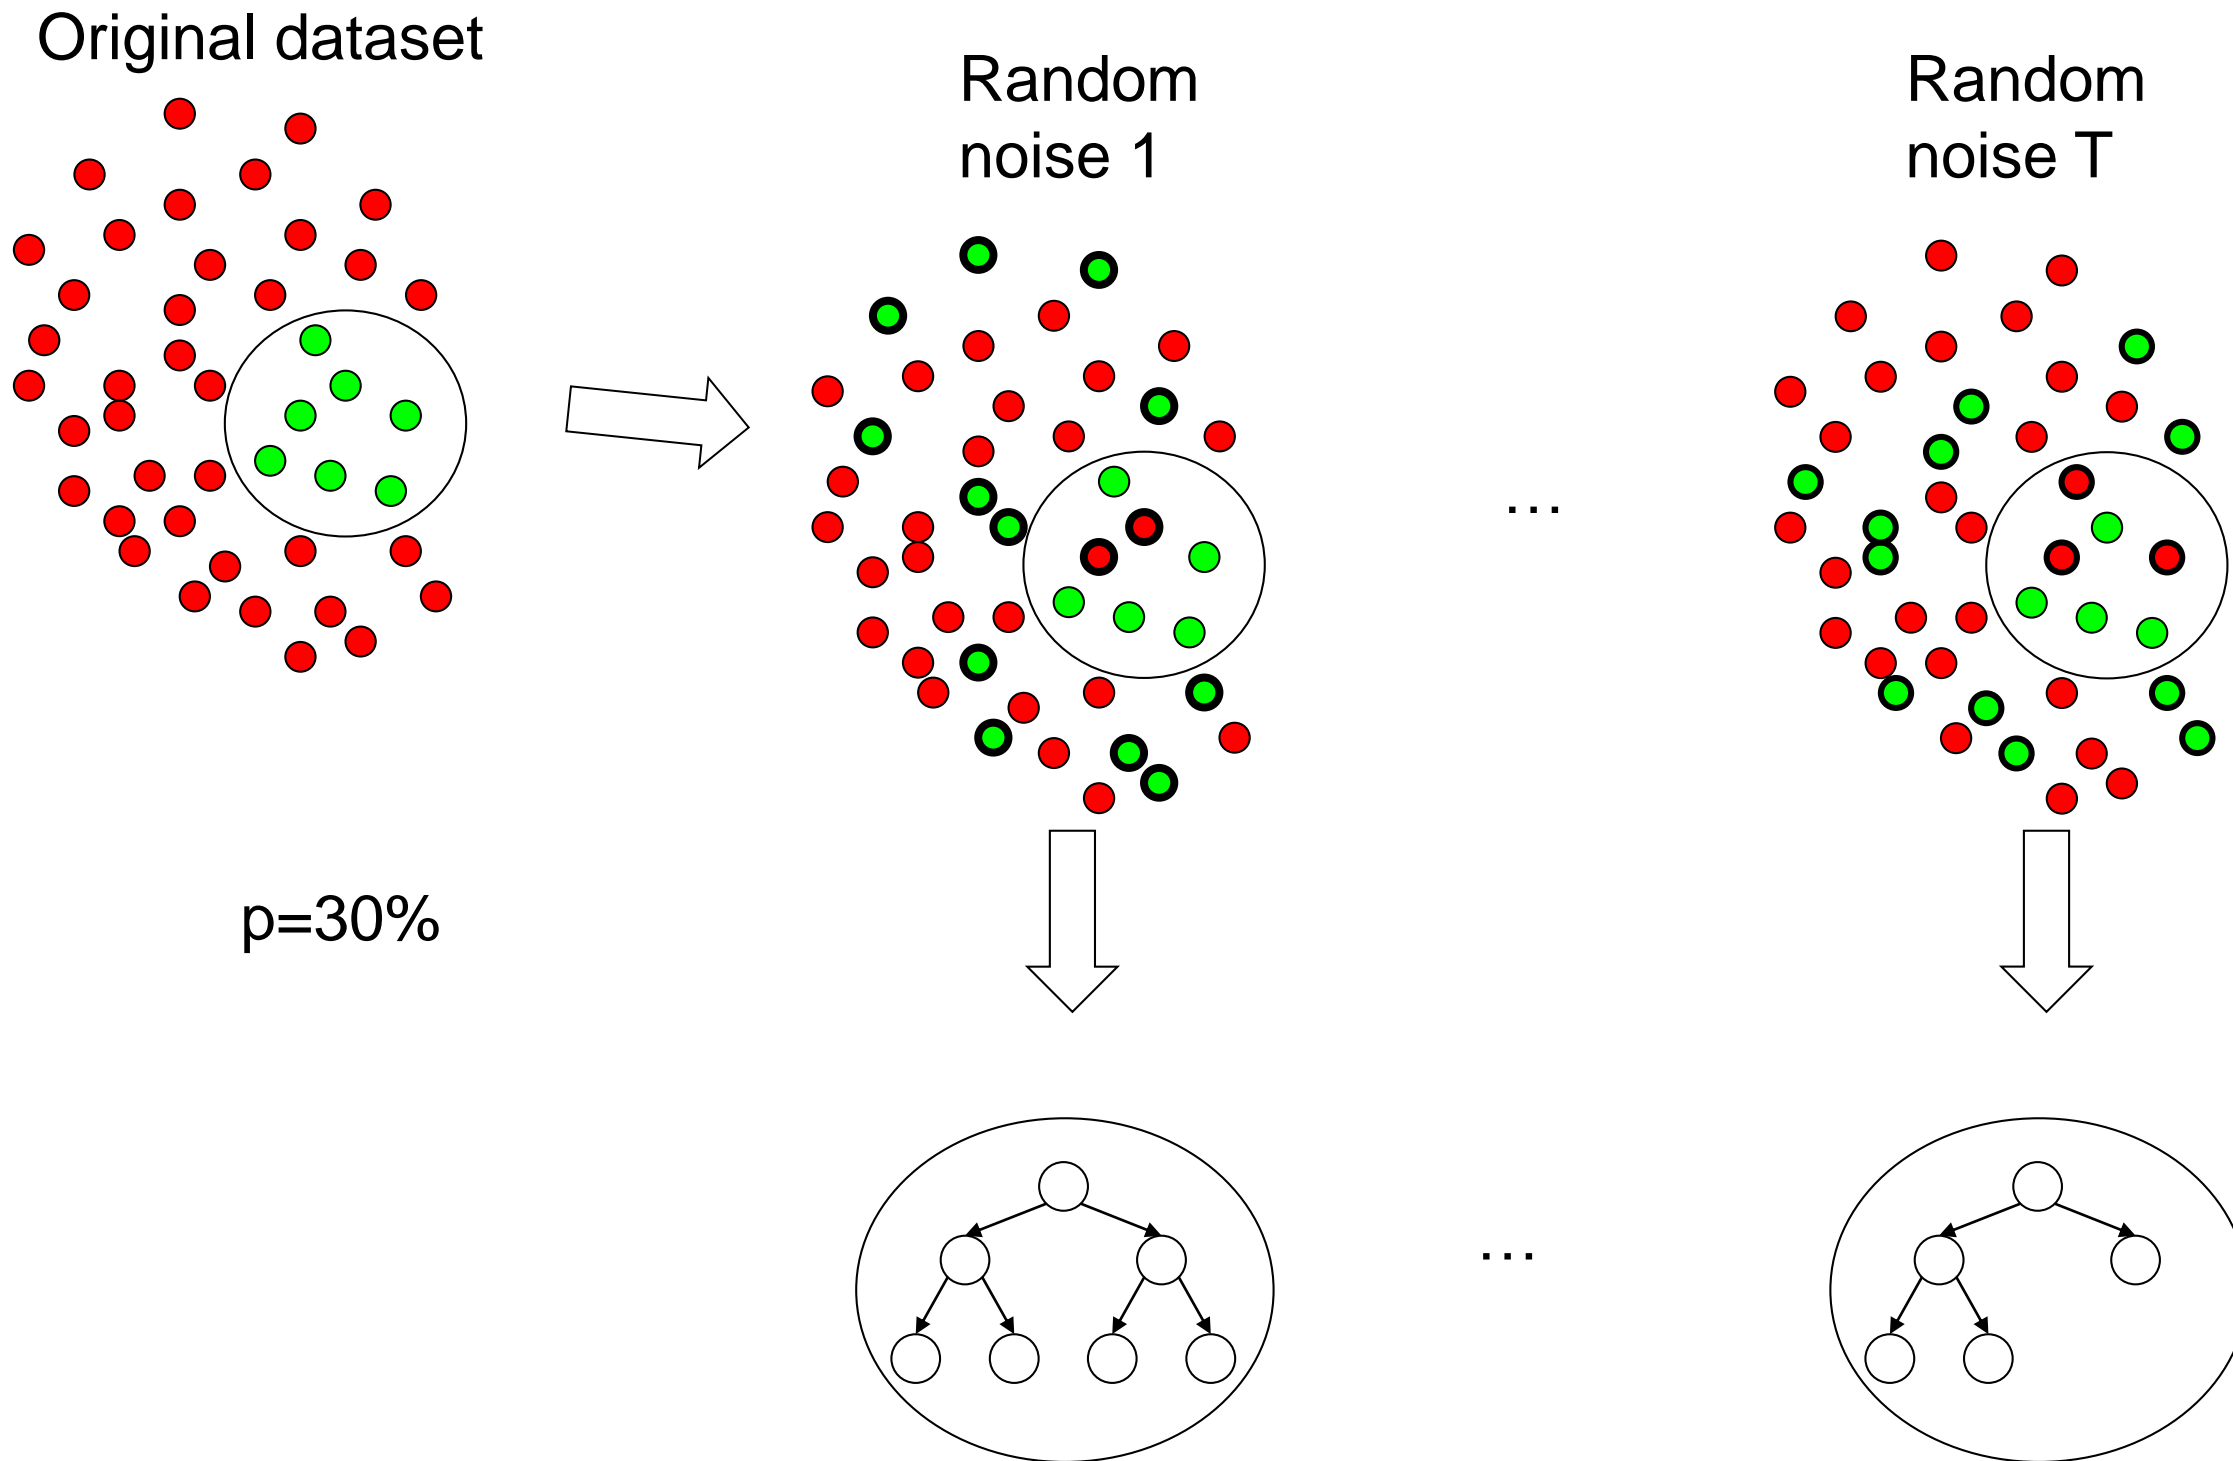 Original dataset
Random
noise 1
Random
noise T
…
p=30%
…